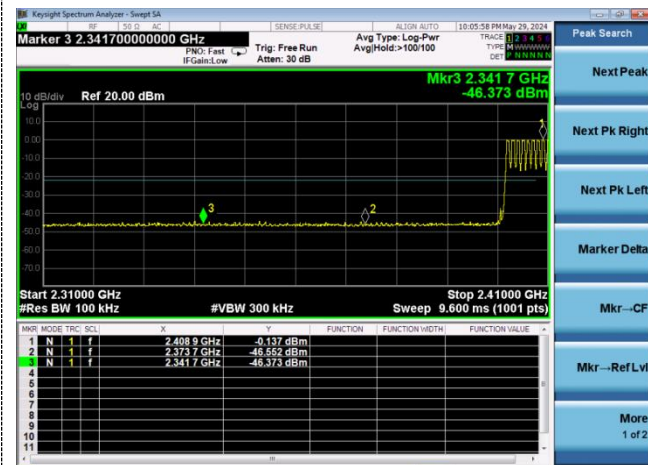 Keysight Spectrum Analyzer - Swept SA
RF 50 Ω AC SENSE:PULSE ALIGN AUTO 10:05:58 PM May 29, 2024
Marker 3 2.341700000000 GHz
PNO: Fast
IFGain:Low
Trig: Free Run
Atten: 30 dB
Avg Type: Log-Pwr
Avg|Hold:>100/100
TRACE 1 2 3 4 5 6
TYPE M W W W W W
DET P N N N N N
Peak Search
Next Peak
Next Pk Right
Next Pk Left
Marker Delta
Mkr→CF
Mkr→Ref Lvl
More
1 of 2
Mkr3 2.341 7 GHz
-46.373 dBm
10 dB/div Ref 20.00 dBm
Log
10.0
0.00
-10.0
-20.0
-30.0
-40.0
-50.0
-60.0
-70.0
1
3
2
Start 2.31000 GHz Stop 2.41000 GHz
#Res BW 100 kHz #VBW 300 kHz Sweep 9.600 ms (1001 pts)
MKR MODE TRC SCL X Y FUNCTION FUNCTION WIDTH FUNCTION VALUE
1 N 1 f 2.408 9 GHz -0.137 dBm
2 N 1 f 2.373 7 GHz -46.552 dBm
3 N 1 f 2.341 7 GHz -46.373 dBm
4
5
6
7
8
9
10
11